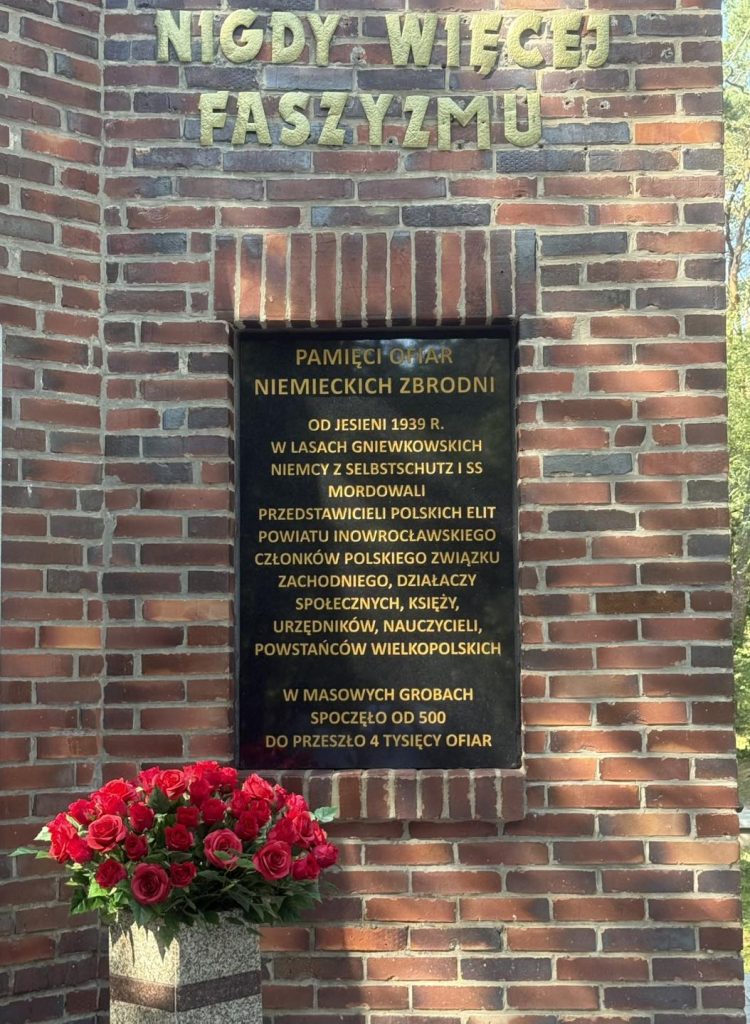 NIGDY WIĘCEJ
FASZYZMU
PAMIĘCI OFIAR
NIEMIECKICH ZBRODNI
OD JESIENI 1939 R.
W LASACH GNIEWKOWSKICH
NIEMCY Z SELBSTSCHUTZ I SS
MORDOWALI
PRZEDSTAWICIELI POLSKICH ELIT
POWIATU INOWROCŁAWSKIEGO
CZŁONKÓW POLSKIEGO ZWIĄZKU
ZACHODNIEGO, DZIAŁACZY
SPOŁECZNYCH, KSIĘŻY,
URZĘDNIKÓW, NAUCZYCIELI,
POWSTAŃCÓW WIELKOPOLSKICH
W MASOWYCH GROBACH
SPOCZĘŁO OD 500
DO PRZESZŁO 4 TYSIĘCY OFIAR